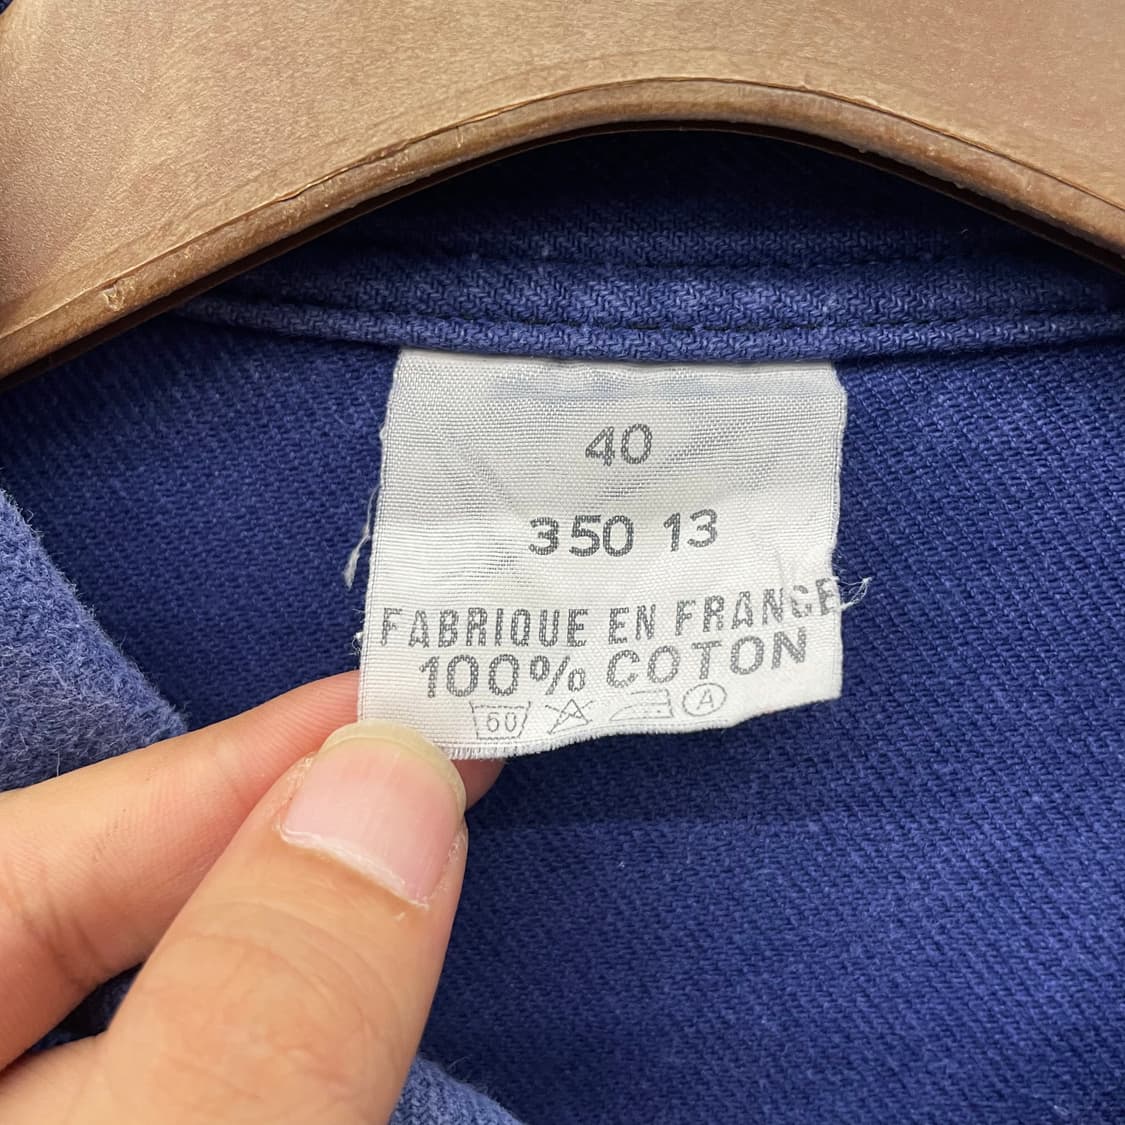 40
350 13
FABRIQUE EN FRANCE
100% COTON
60 A